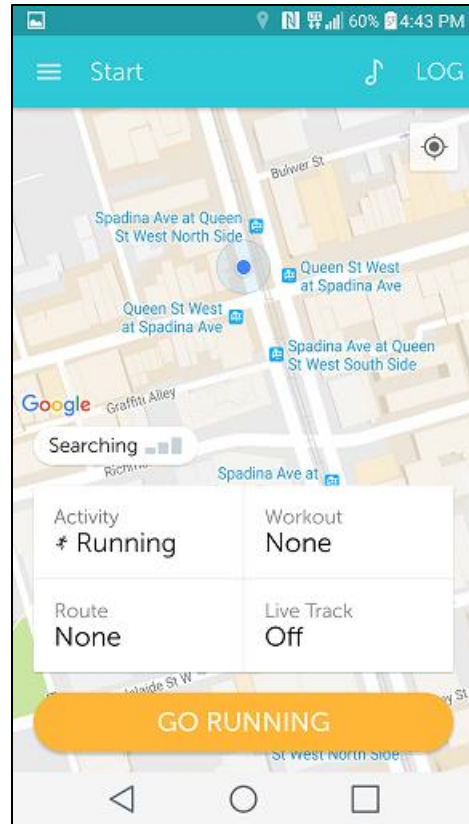 60% 4:43 PM
Start LOG
Bulwer St
Spadina Ave at Queen
St West North Side
Queen St West
at Spadina Ave
Queen St West
at Spadina Ave
Spadina Ave at Queen
St West South Side
Google Graffiti Alley
Searching
Spadina Ave at
Activity
Running
Workout
None
Route
None
Live Track
Off
St W
St
GO RUNNING
St West North Side